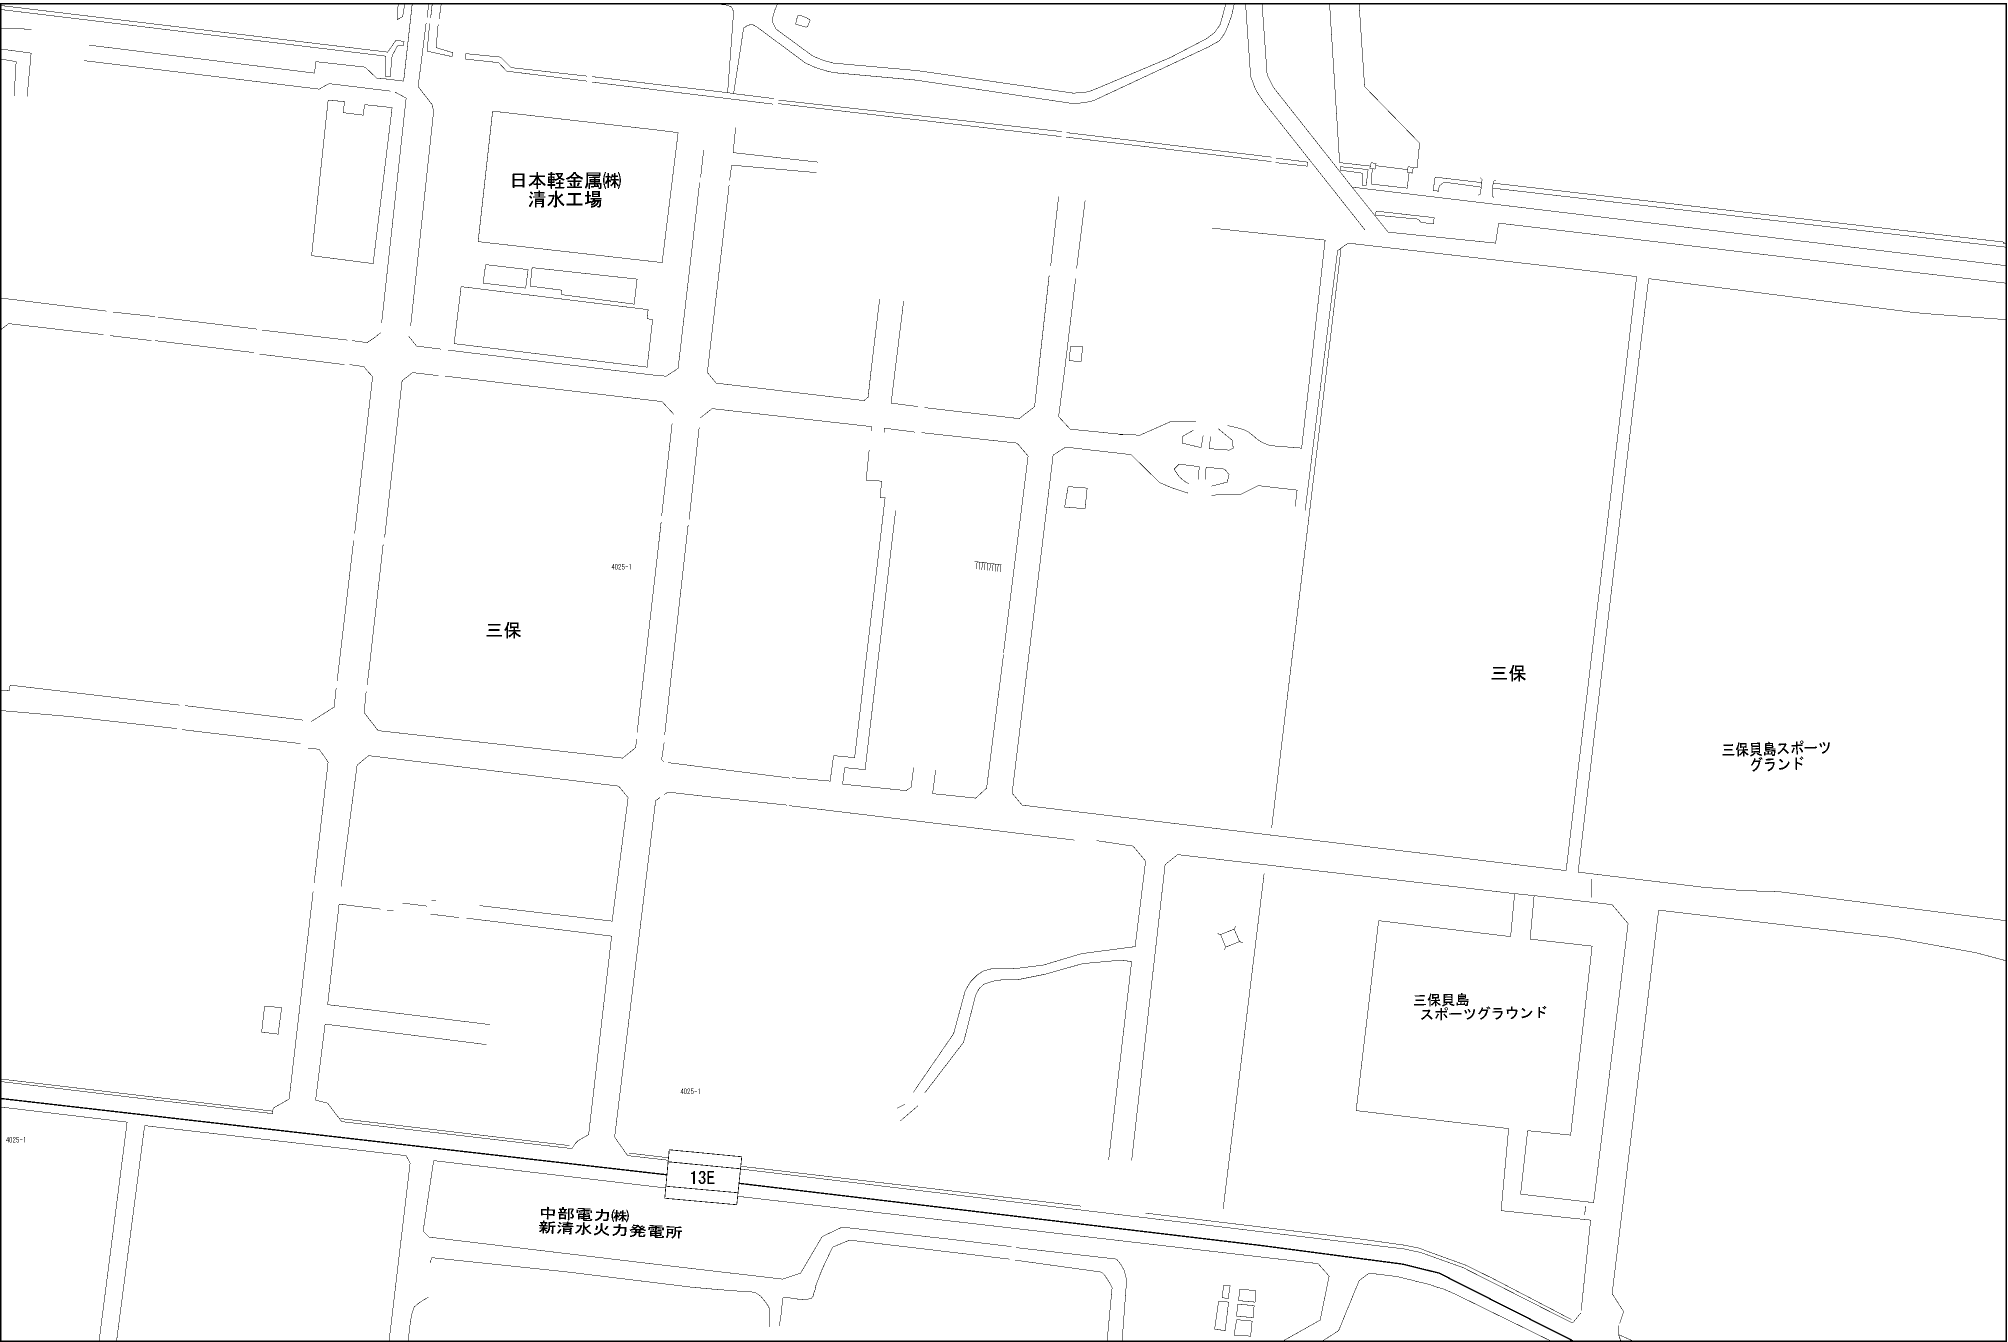 日本軽金属㈱
清水工場
4025-1
三保
三保
三保貝島スポーツ
グランド
三保貝島
スポーツグラウンド
4025-1
4025-1
13E
中部電力㈱
新清水火力発電所